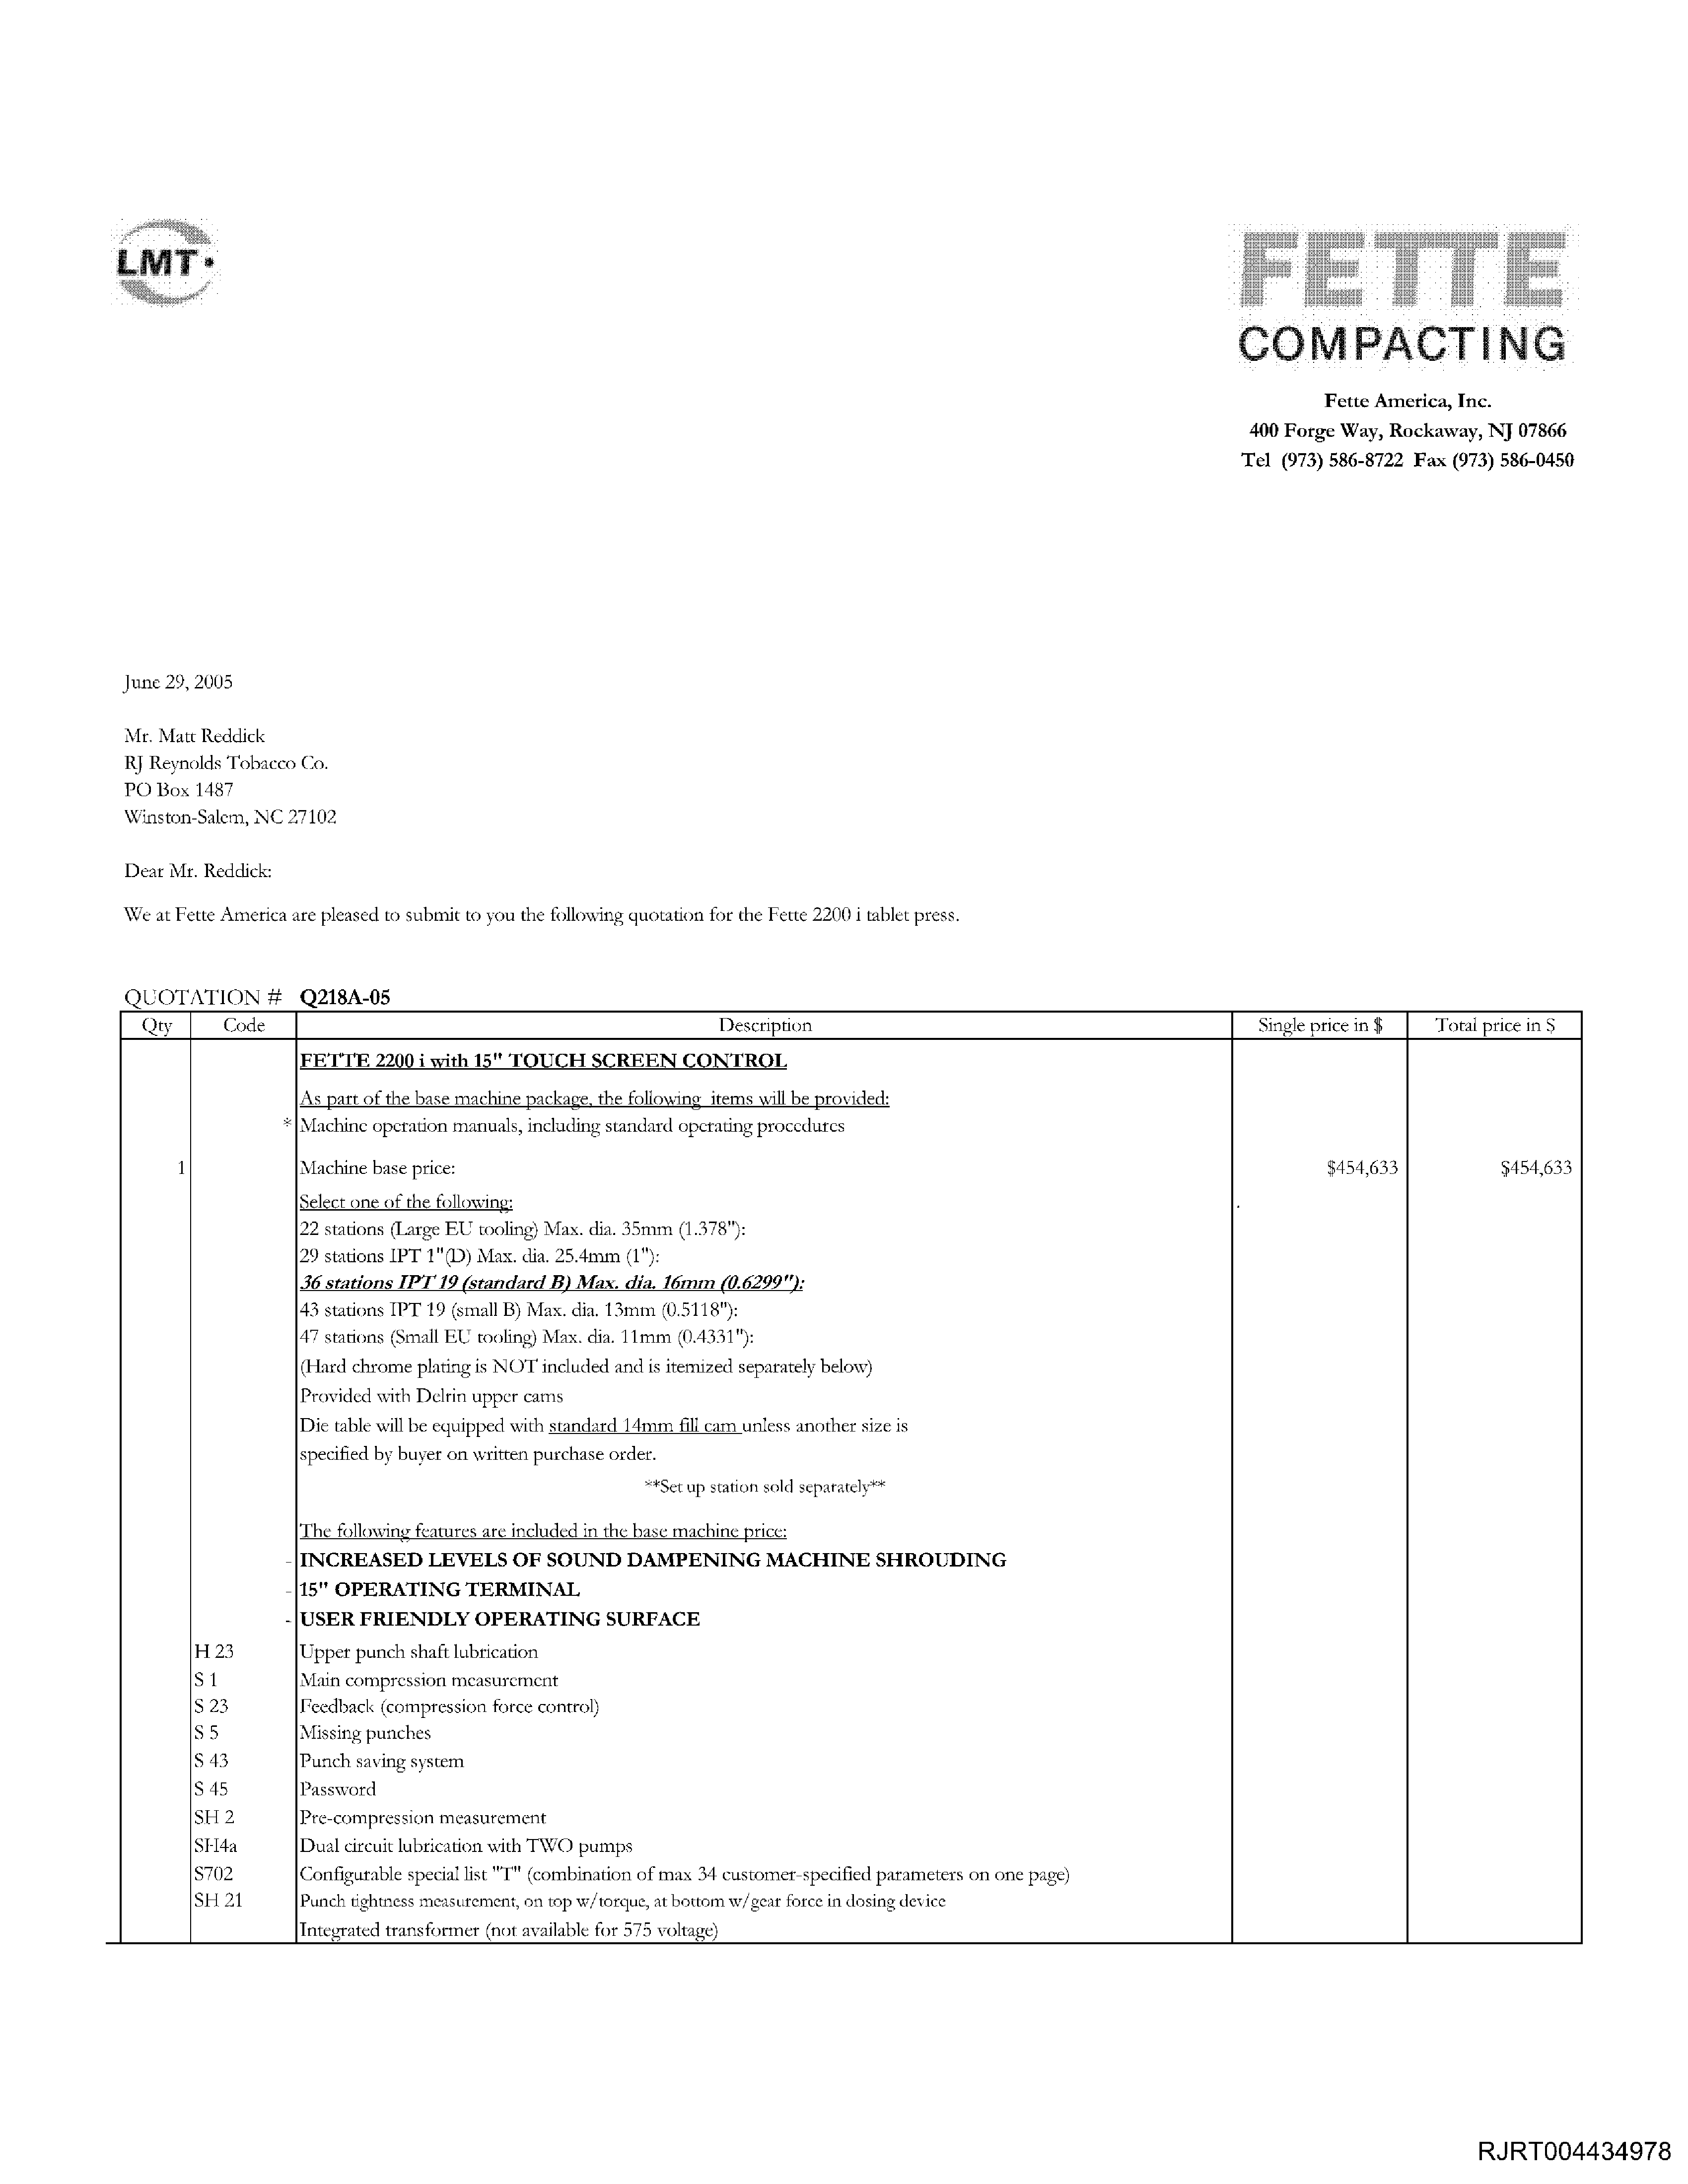 LMT
FETTE
COMPACTING
Fette America, Inc.
400 Forge Way, Rockaway, NJ 07866
Tel (973) 586-8722 Fax (973) 586-0450
June 29, 2005
Mr. Matt Reddick
RJ Reynolds Tobacco Co.
PO Box 1487
Winston-Salem, NC 27102
Dear Mr. Reddick:
We at Fette America are pleased to submit to you the following quotation for the Fette 2200 i tablet press.
QUOTATION # Q218A-05
Qty Code Description Single price in $ Total price in $
FETTE 2200 i with 15" TOUCH SCREEN CONTROL
As part of the base machine package, the following items will be provided:
* Machine operation manuals, including standard operating procedures
1 Machine base price: $454,633 $454,633
Select one of the following:
22 stations (Large EU tooling) Max. dia. 35mm (1.378"):
29 stations IPT 1"(D) Max. dia. 25.4mm (1"):
36 stations IPT 19 (standard B) Max. dia. 16mm (0.6299"):
43 stations IPT 19 (small B) Max. dia. 13mm (0.5118"):
47 stations (Small EU tooling) Max. dia. 11mm (0.4331"):
(Hard chrome plating is NOT included and is itemized separately below)
Provided with Delrin upper cams
Die table will be equipped with standard 14mm fill cam unless another size is
specified by buyer on written purchase order.
**Set up station sold separately**
The following features are included in the base machine price:
- INCREASED LEVELS OF SOUND DAMPENING MACHINE SHROUDING
- 15" OPERATING TERMINAL
- USER FRIENDLY OPERATING SURFACE
H 23 Upper punch shaft lubrication
S 1 Main compression measurement
S 23 Feedback (compression force control)
S 5 Missing punches
S 43 Punch saving system
S 45 Password
SH 2 Pre-compression measurement
SH4a Dual circuit lubrication with TWO pumps
S702 Configurable special list "T" (combination of max 34 customer-specified parameters on one page)
SH 21 Punch tightness measurement, on top w/torque, at bottom w/gear force in dosing device
Integrated transformer (not available for 575 voltage)
RJRT004434978